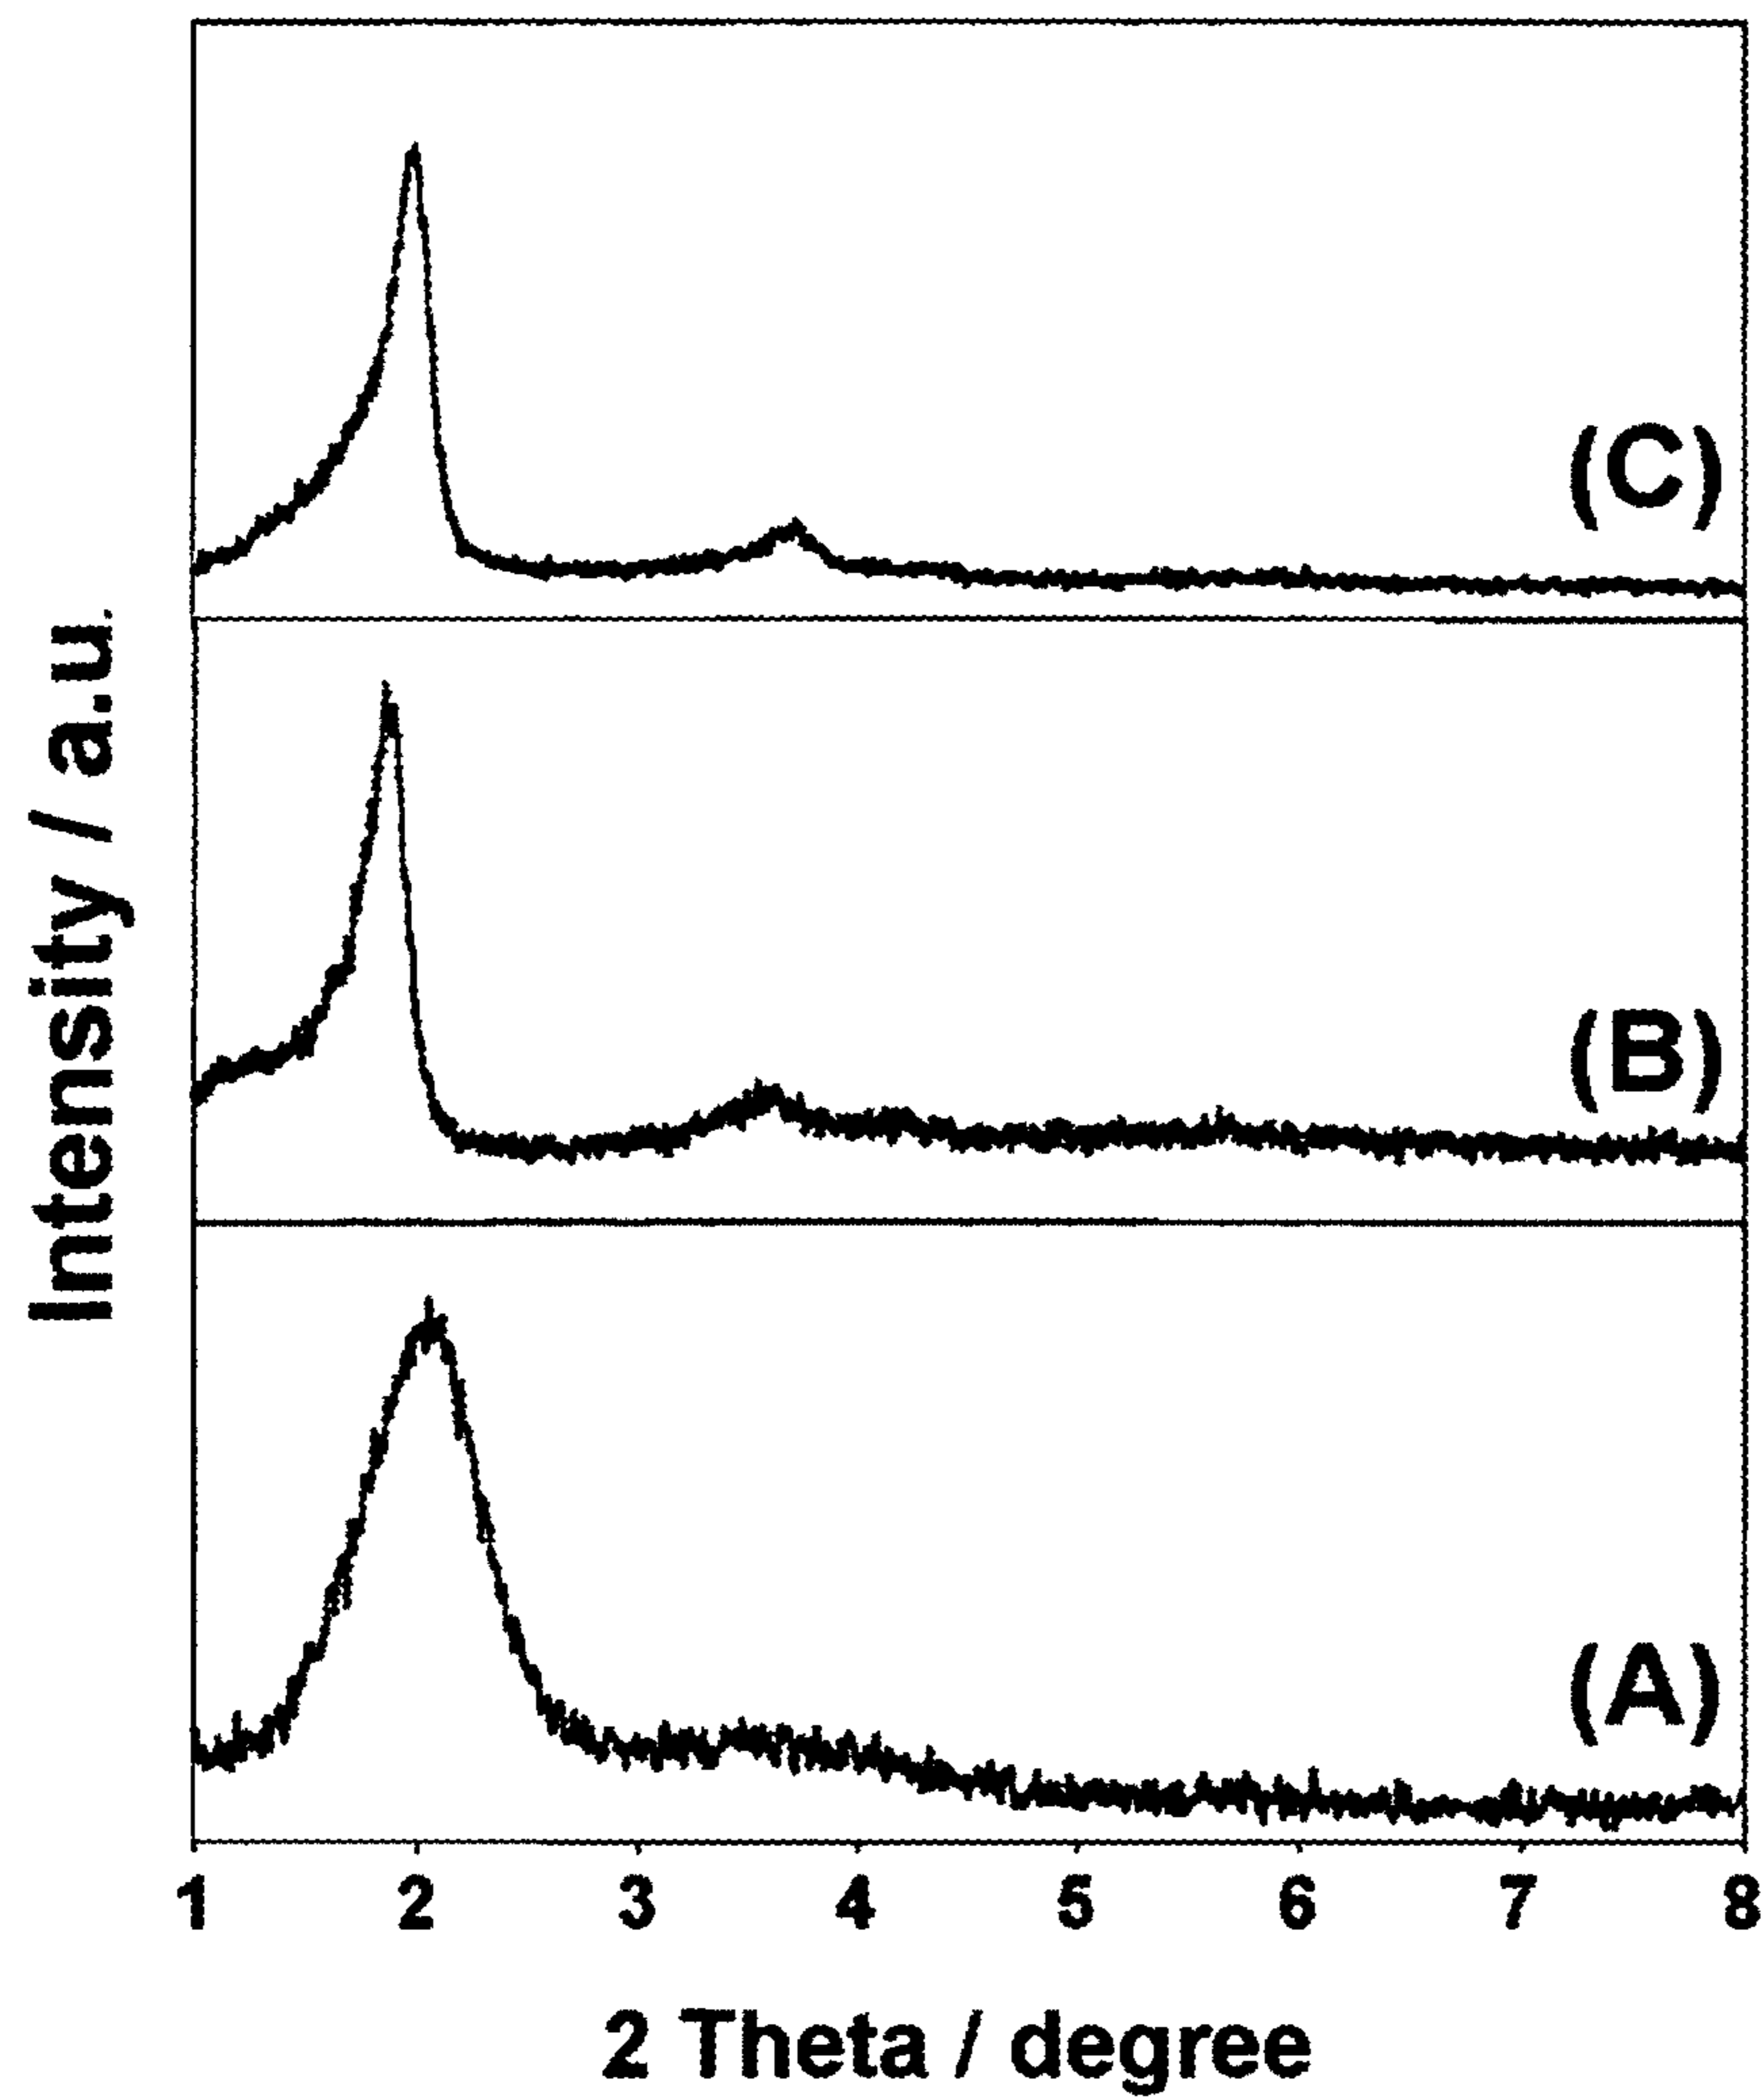 (C)
(B)
(A)
Intensity / a.u.
1 2 3 4 5 6 7 8
2 Theta / degree